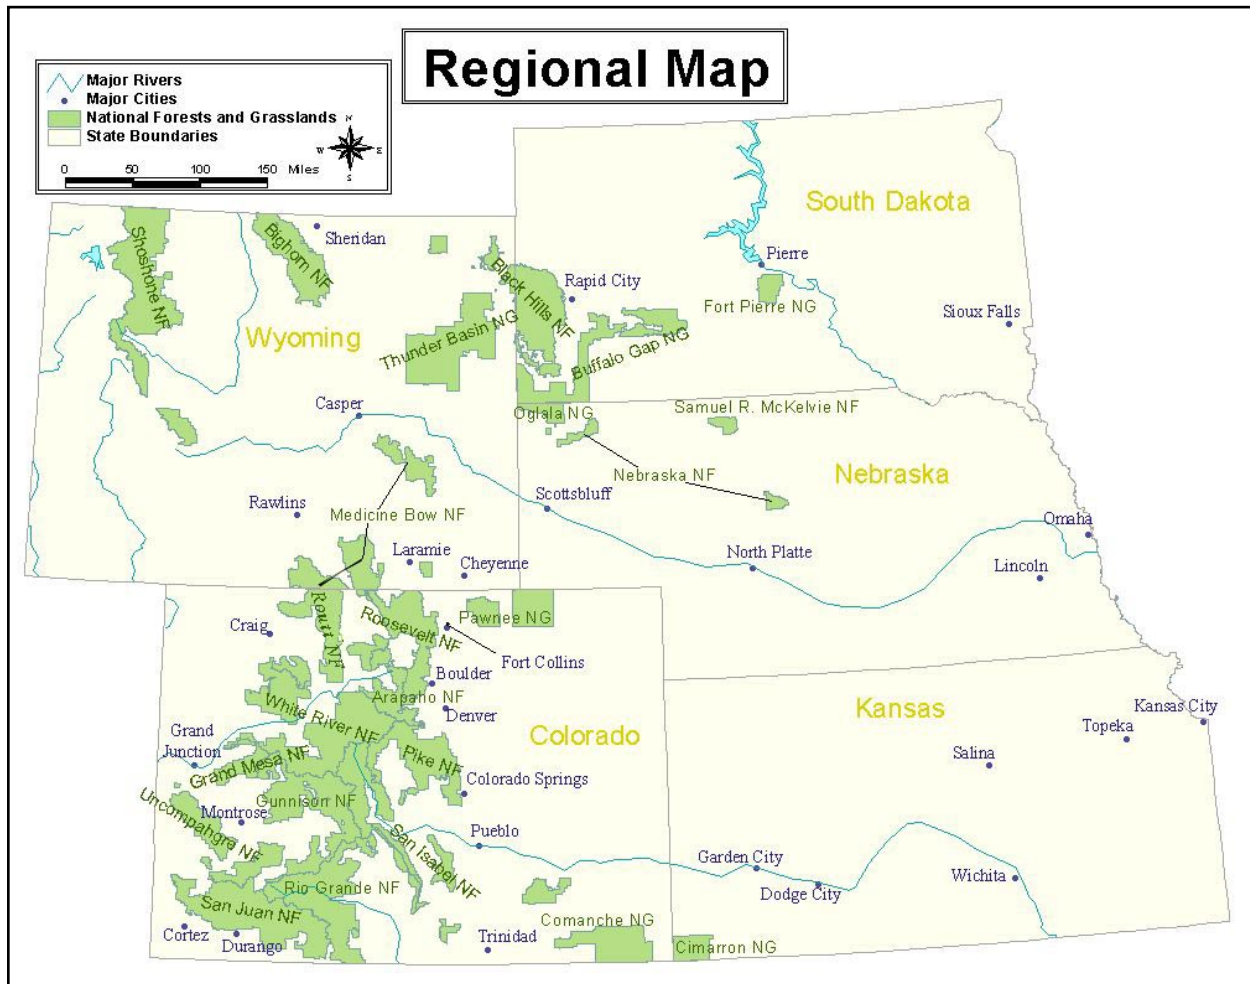 Regional Map
Major Rivers
Major Cities
National Forests and Grasslands
State Boundaries
N
W
E
S
0 50 100 150 Miles
South Dakota
Shoshone NF
Bighorn NF
Sheridan
Black Hills NF
Rapid City
Pierre
Fort Pierre NG
Sioux Falls
Wyoming
Thunder Basin NG
Buffalo Gap NG
Casper
Oglala NG
Samuel R. McKelvie NF
Nebraska NF
Nebraska
Rawlins
Medicine Bow NF
Scottsbluff
Omaha
Laramie
Cheyenne
North Platte
Lincoln
Routt NF
Roosevelt NF
Pawnee NG
Craig
Fort Collins
Boulder
Arapaho NF
Denver
White River NF
Colorado
Kansas
Kansas City
Topeka
Grand
Junction
Grand Mesa NF
Pike NF
Salina
Colorado Springs
Gunnison NF
Uncompahgre NF
Montrose
San Isabel NF
Pueblo
Garden City
Dodge City
Wichita
Rio Grande NF
San Juan NF
Comanche NG
Cortez
Durango
Trinidad
Cimarron NG